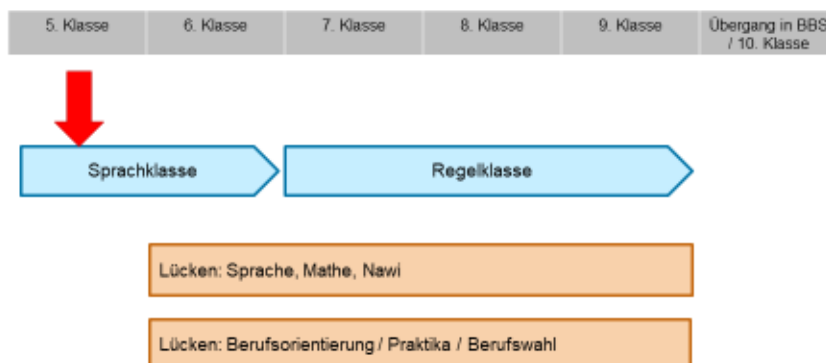 5. Klasse
6. Klasse
7. Klasse
8. Klasse
9. Klasse
Übergang in BBS
/ 10. Klasse
Sprachklasse
Regelklasse
Lücken: Sprache, Mathe, Nawi
Lücken: Berufsorientierung / Praktika / Berufswahl